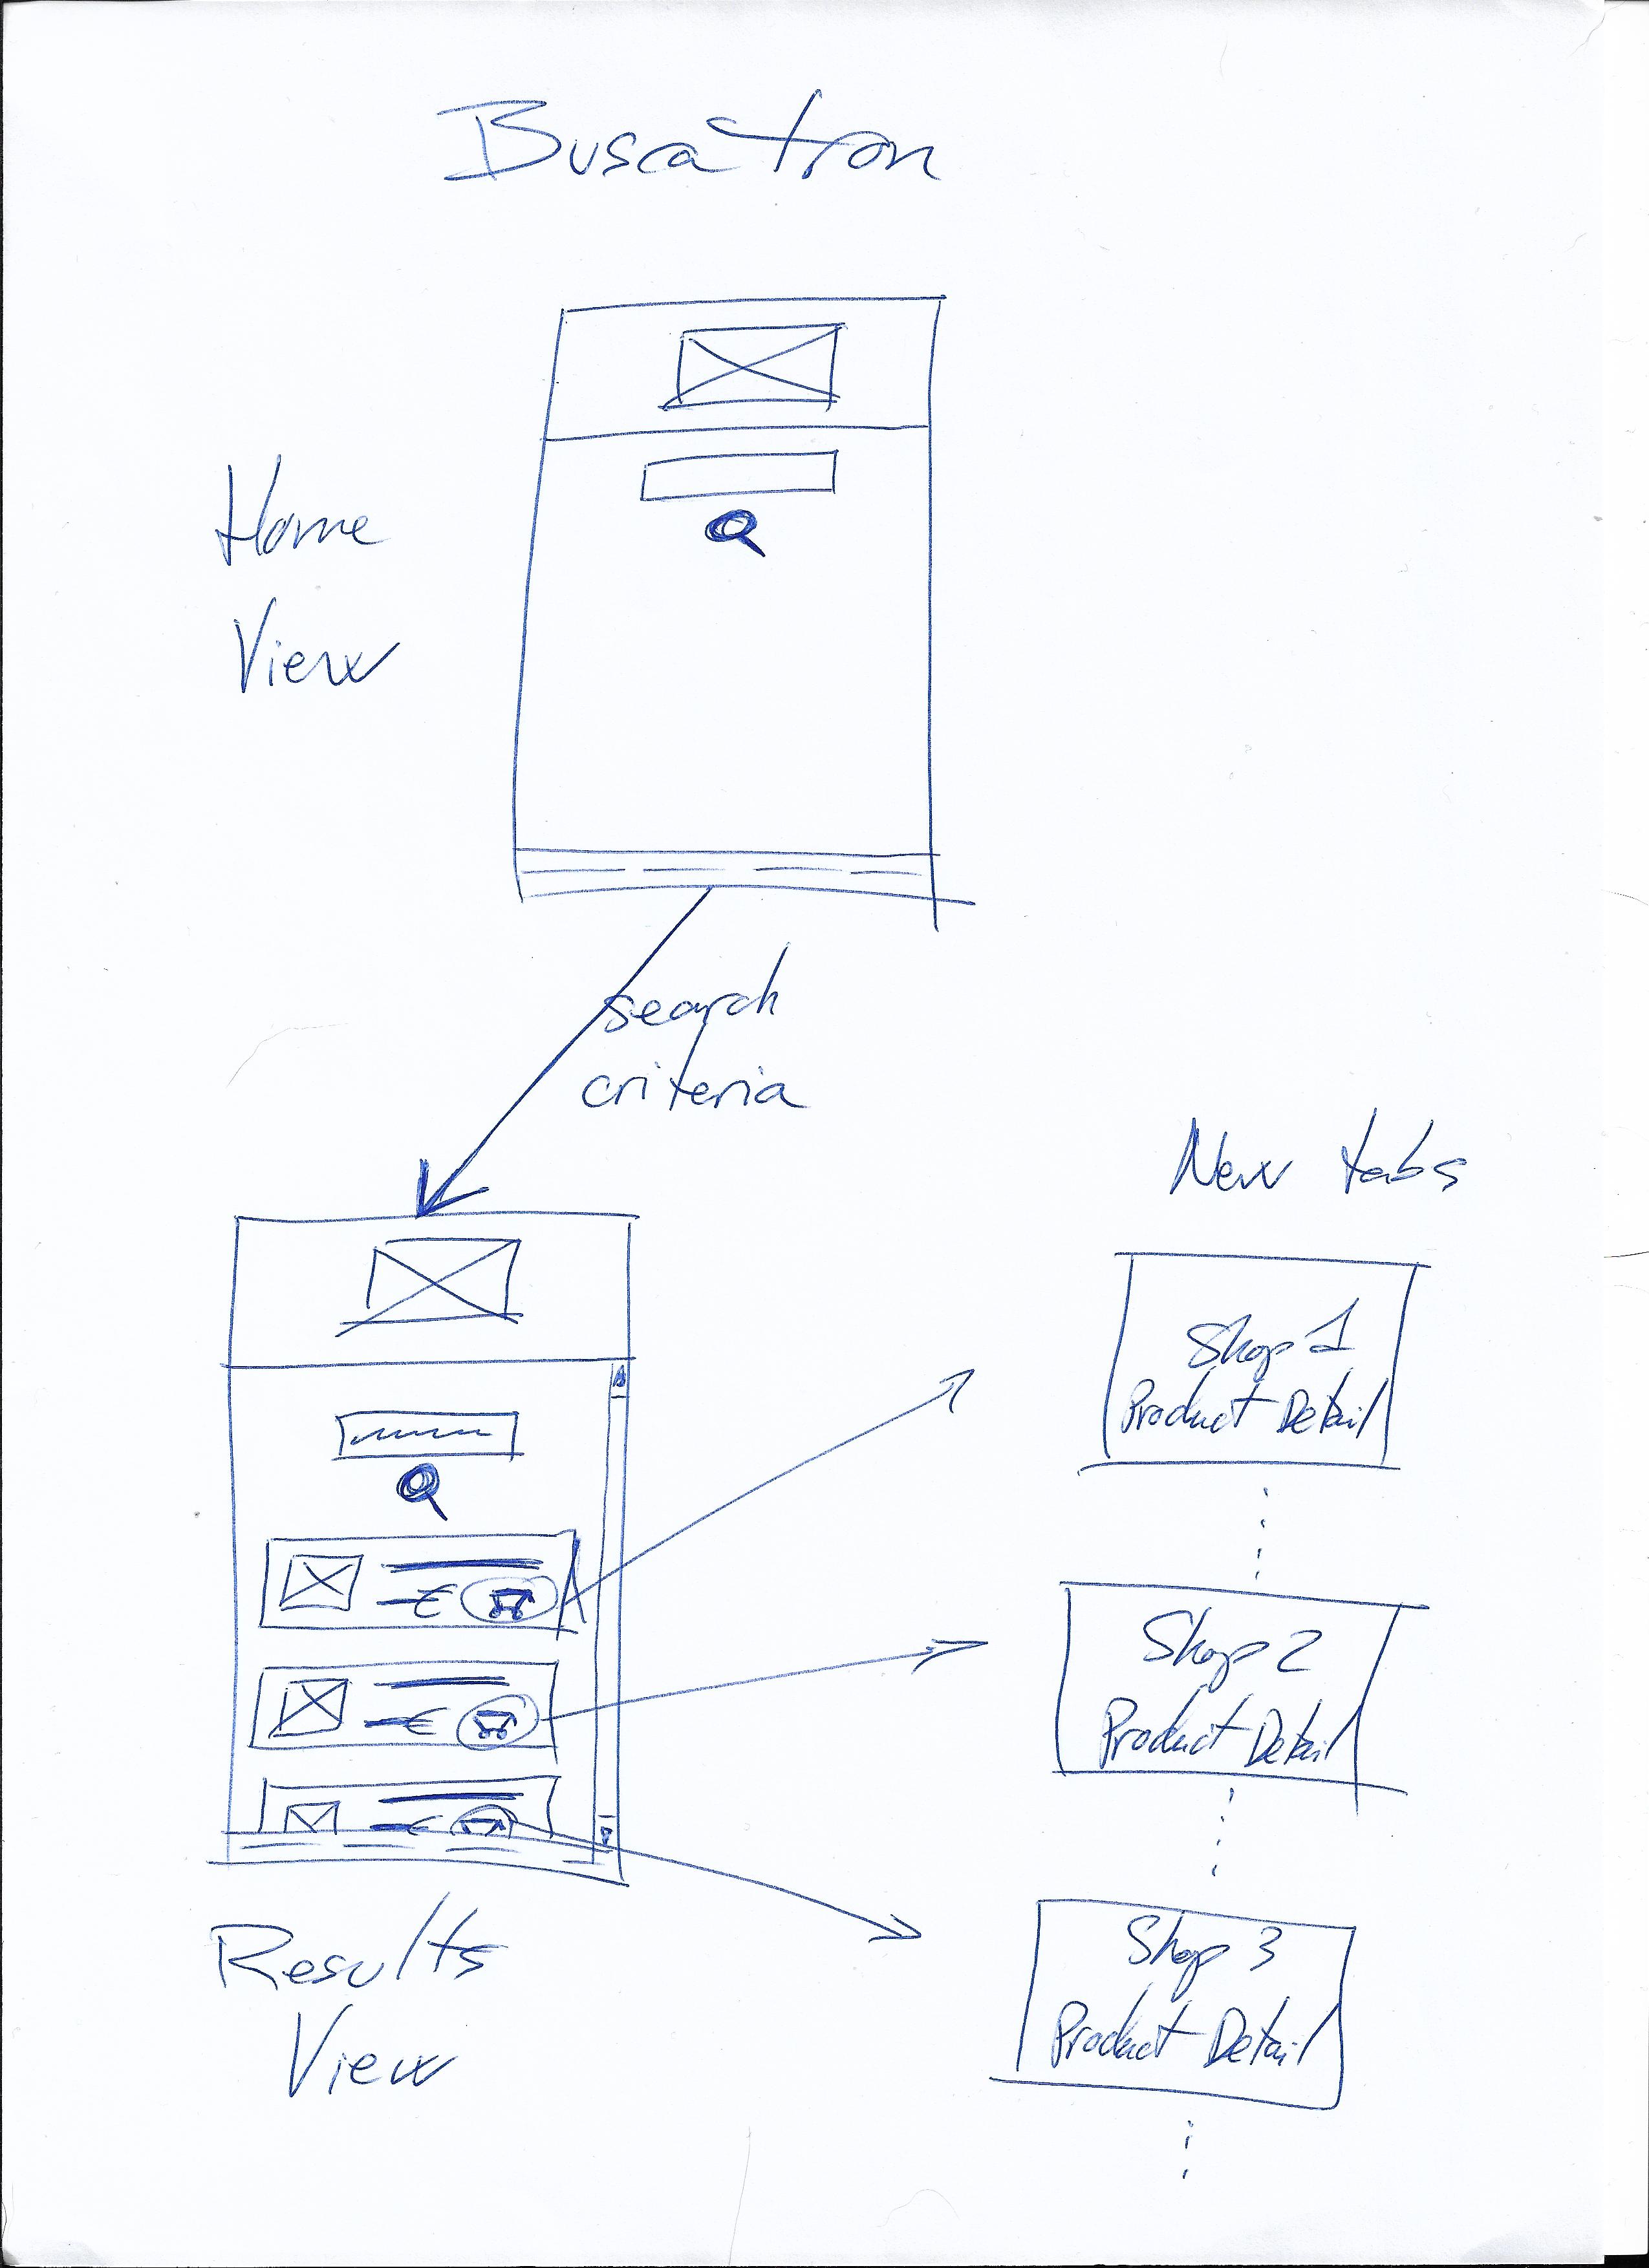 Buscatron
Home
View
search
criteria
New tabs
Shop 1
Product Detail
€
€
€
Shop 2
Product Detail
Shop 3
Product Detail
Results
View